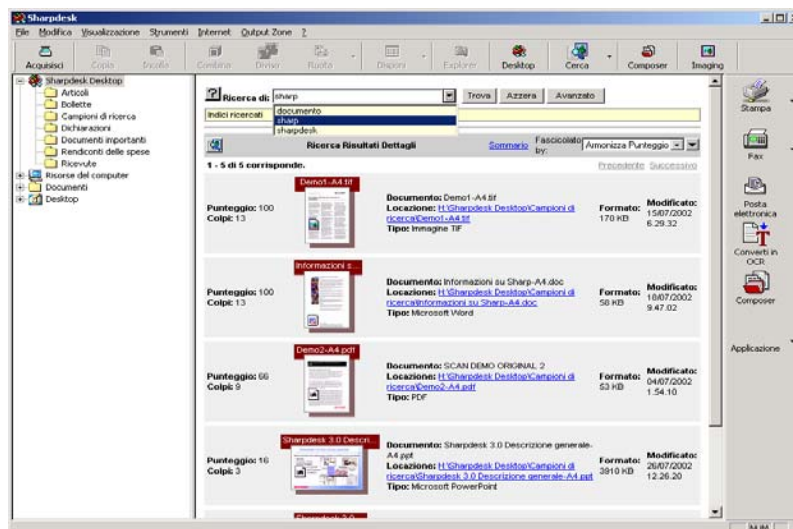 Sharpdesk
File Modifica Visualizzazione Strumenti Internet Output Zone ?
Acquisisci Copia Incolla Combina Dividi Ruota Disponi Explorer Desktop Cerca Composer Imaging
Sharpdesk Desktop
Articoli
Bollette
Campioni di ricerca
Dichiarazioni
Documenti importanti
Rendiconti delle spese
Ricevute
Risorse del computer
Documenti
Desktop
Ricerca di: sharp Trova Azzera Avanzato
documento
Indici ricercati sharp
sharpdesk
Ricerca Risultati Dettagli Sommario Fascicolato by: Armonizza Punteggio
1 - 5 di 5 corrisponde. Precedente Successivo
Demo1-A4.tif
Punteggio: 100
Colpi: 13
Documento: Demo1-A4.tif
Locazione: H:\Sharpdesk Desktop\Campioni di
ricerca\Demo1-A4.tif
Tipo: Immagine TIF
Formato:
170 KB
Modificato:
15/07/2002
6.29.32
Informazioni s...
Punteggio: 100
Colpi: 13
Documento: Informazioni su Sharp-A4.doc
Locazione: H:\Sharpdesk Desktop\Campioni di
ricerca\Informazioni su Sharp-A4.doc
Tipo: Microsoft Word
Formato:
58 KB
Modificato:
18/07/2002
9.47.02
Demo2-A4.pdf
Punteggio: 66
Colpi: 9
Documento: SCAN DEMO ORIGINAL 2
Locazione: H:\Sharpdesk Desktop\Campioni di
ricerca\Demo2-A4.pdf
Tipo: PDF
Formato:
53 KB
Modificato:
04/07/2002
1.54.10
Sharpdesk 3.0 Descri...
Punteggio: 16
Colpi: 3
Documento: Sharpdesk 3.0 Descrizione generale-
A4.ppt
Locazione: H:\Sharpdesk Desktop\Campioni di
ricerca\Sharpdesk 3.0 Descrizione generale-A4.ppt
Tipo: Microsoft PowerPoint
Formato:
3910 KB
Modificato:
26/07/2002
12.26.20
Stampa
Fax
Posta
elettronica
Converti in
OCR
Composer
Applicazione
NUM